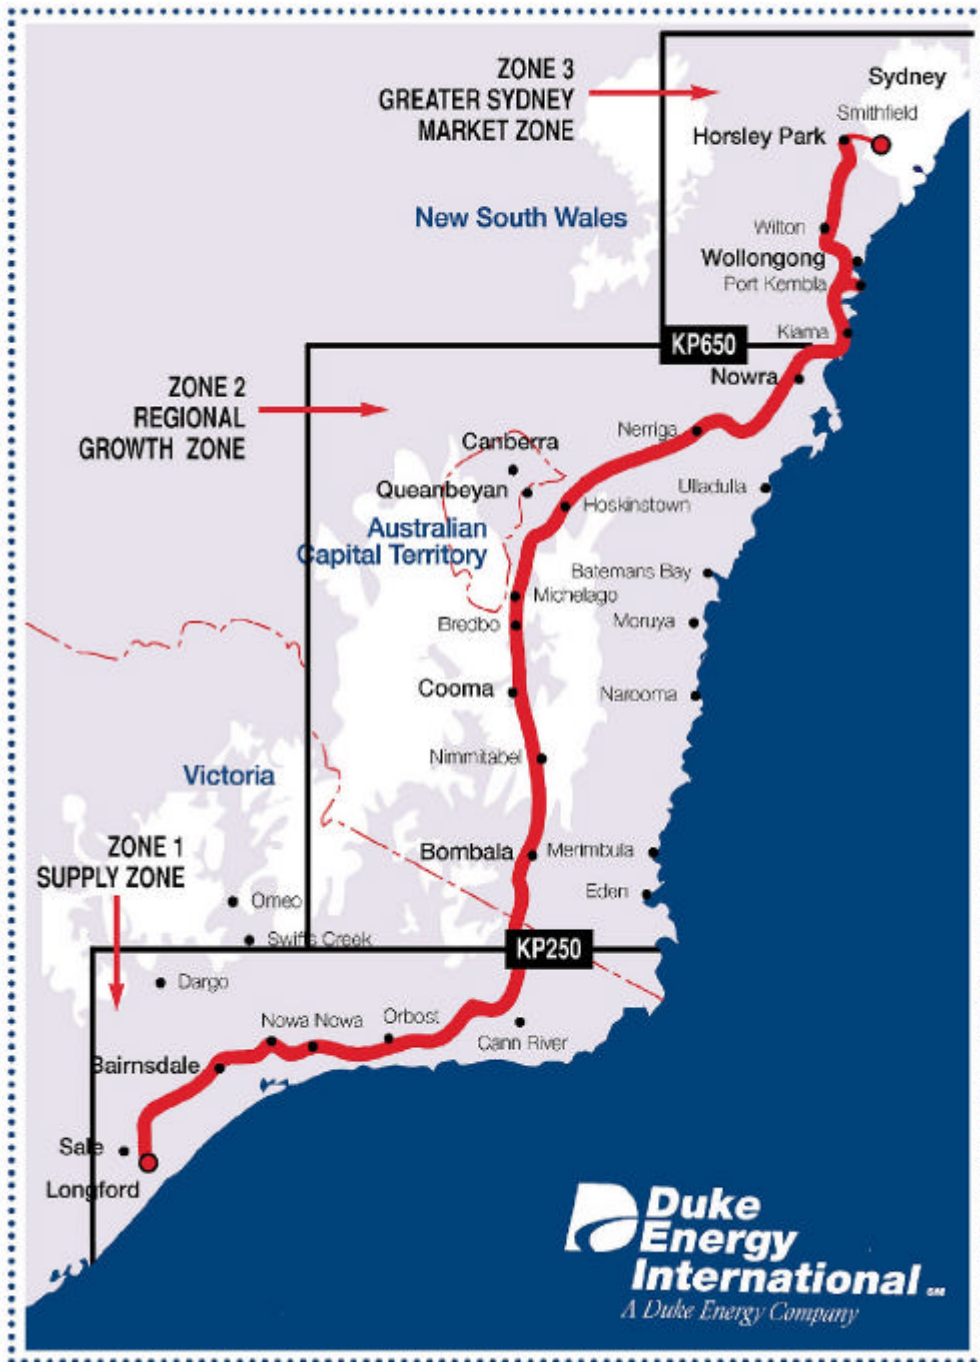 ZONE 3
GREATER SYDNEY
MARKET ZONE
Sydney
Smithfield
Horsley Park
New South Wales
Wilton
Wollongong
Port Kembla
Kiama
KP650
ZONE 2
REGIONAL
GROWTH ZONE
Nowra
Nerriga
Canberra
Queanbeyan
Ulladulla
Hoskinstown
Australian
Capital Territory
Batemans Bay
Michelago
Bredbo
Moruya
Cooma
Narooma
Nimmitabel
Victoria
ZONE 1
SUPPLY ZONE
Bombala
Merimbula
Eden
Omeo
Swifts Creek
KP250
Dargo
Nowa Nowa
Orbost
Cann River
Bairnsdale
Sale
Longford
Duke
Energy
International SM
A Duke Energy Company